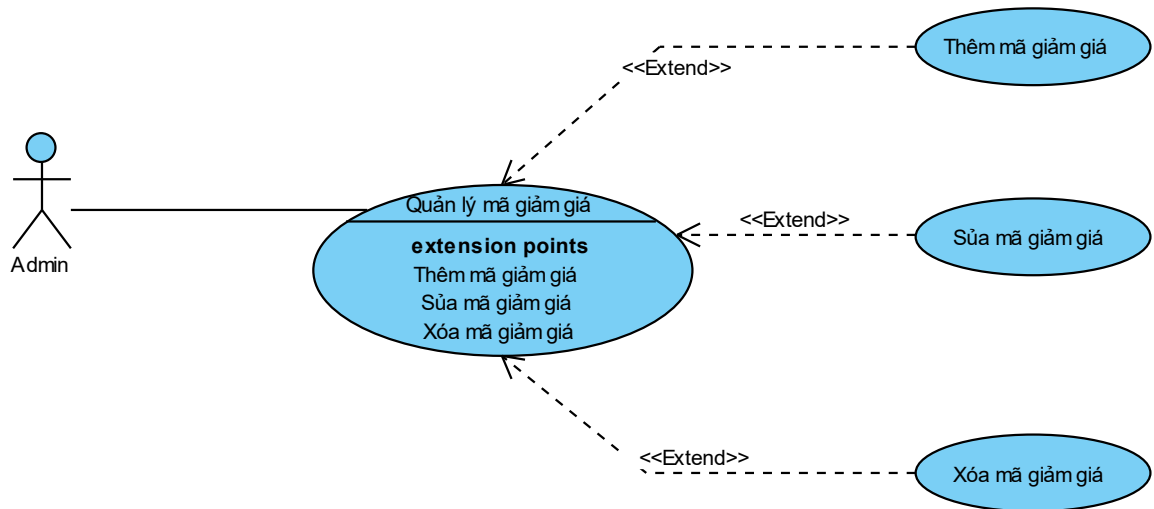 Thêm mã giảm giá
<<Extend>>
Quản lý mã giảm giá
<<Extend>>
Sủa mã giảm giá
extension points
Admin
Thêm mã giảm giá
Sủa mã giảm giá
Xóa mã giảm giá
<<Extend>>
Xóa mã giảm giá